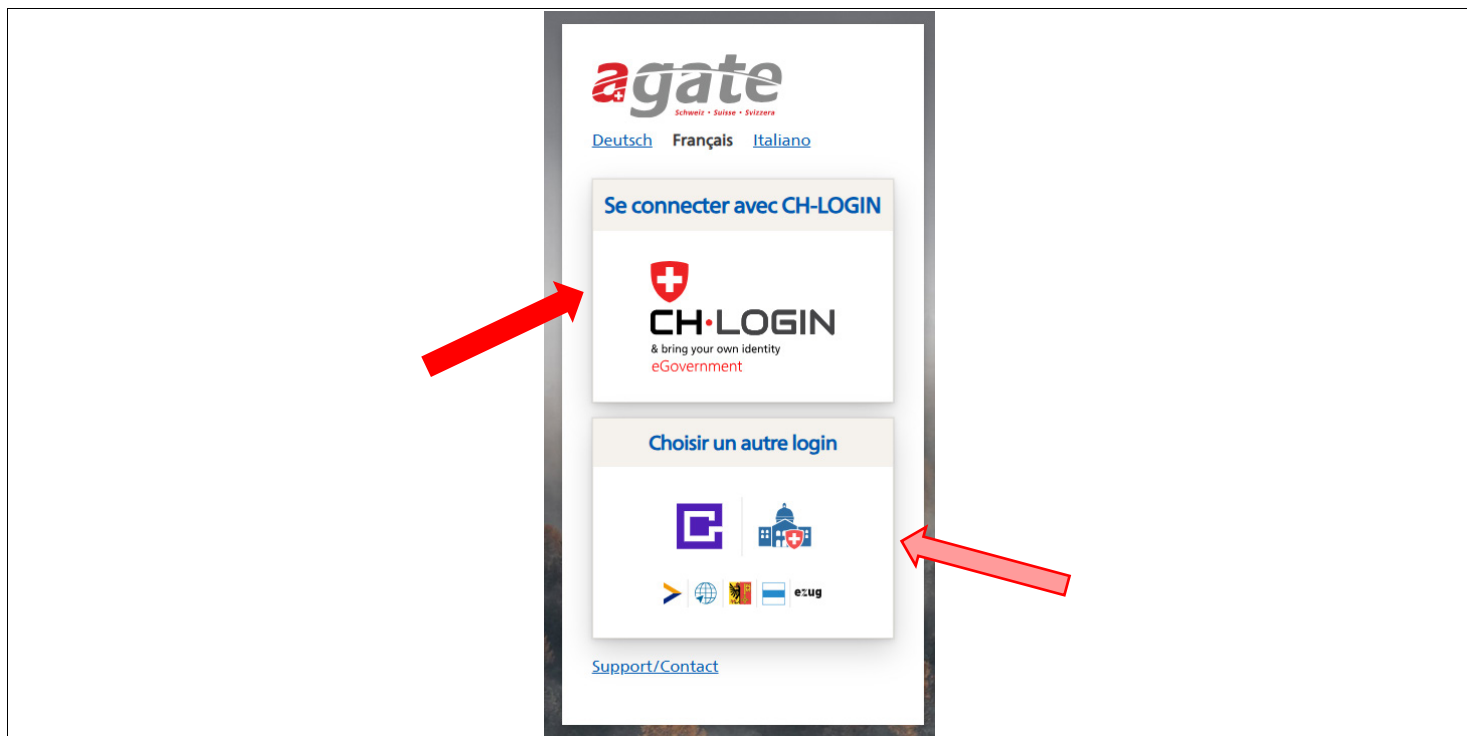 agate
Schweiz • Suisse • Svizzera
Deutsch Français Italiano
Se connecter avec CH-LOGIN
CH•LOGIN
& bring your own identity
eGovernment
Choisir un autre login
ezug
Support/Contact